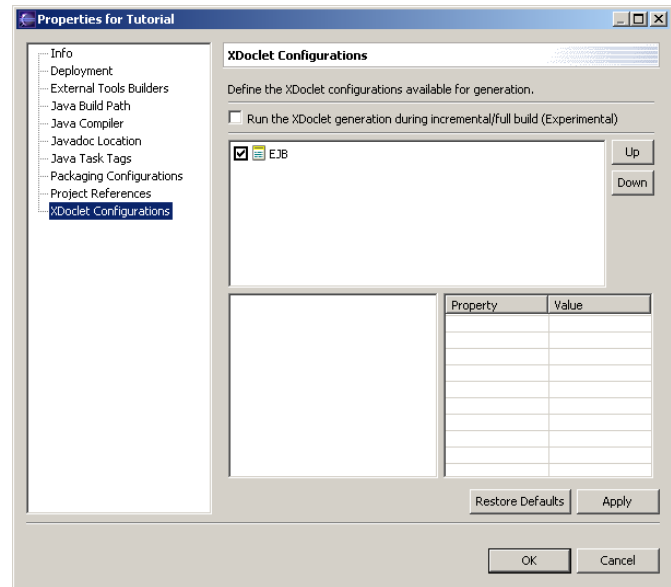 Properties for Tutorial
Info
Deployment
External Tools Builders
Java Build Path
Java Compiler
Javadoc Location
Java Task Tags
Packaging Configurations
Project References
XDoclet Configurations
XDoclet Configurations
Define the XDoclet configurations available for generation.
Run the XDoclet generation during incremental/full build (Experimental)
EJB
Up
Down
Property Value
Restore Defaults Apply
OK Cancel